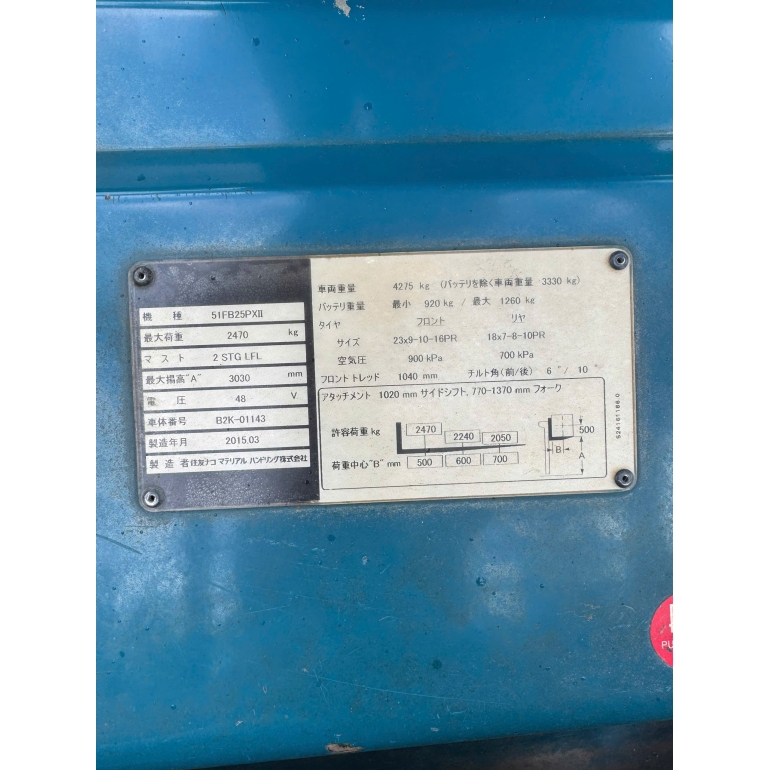 機 種 51FB25PXII
最大荷重 2470 kg
マ ス ト 2 STG LFL
最大揚高"A" 3030 mm
電 圧 48 V
車体番号 B2K-01143
製造年月 2015.03
製 造 者 住友ナコ マテリアル ハンドリング株式会社
車両重量 4275 kg (バッテリを除く車両重量 3330 kg)
バッテリ重量 最小 920 kg / 最大 1260 kg
タイヤ フロント リヤ
サイズ 23x9-10-16PR 18x7-8-10PR
空気圧 900 kPa 700 kPa
フロントトレッド 1040 mm チルト角(前/後) 6 °/ 10 °
アタッチメント 1020 mm サイドシフト, 770-1370 mm フォーク
許容荷重 kg 2470 2240 2050
荷重中心"B" mm 500 600 700
500
B
A
524161186.0
PU